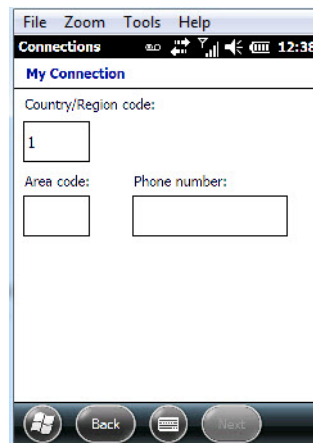 File Zoom Tools Help
Connections 12:38
My Connection
Country/Region code:
1
Area code: Phone number:
Back Next